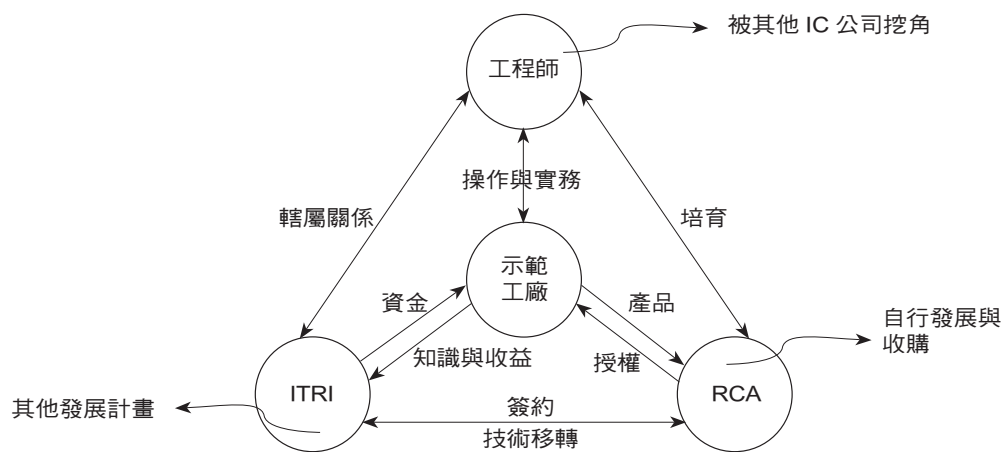 被其他 IC 公司挖角
工程師
操作與實務
轄屬關係
培育
示範
工廠
資金
產品
自行發展與
收購
知識與收益
授權
ITRI
RCA
其他發展計畫
簽約
技術移轉